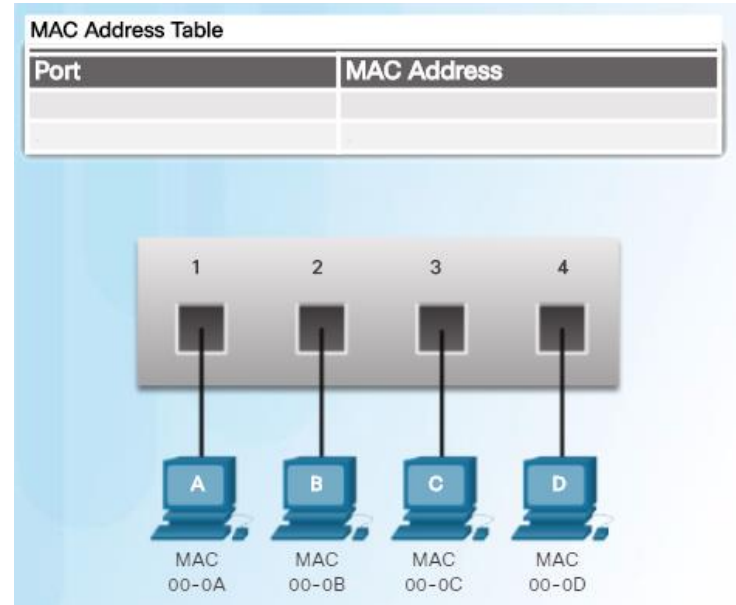 MAC Address Table
Port MAC Address
1 2 3 4
A B C D
MAC MAC MAC MAC
00-0A 00-0B 00-0C 00-0D